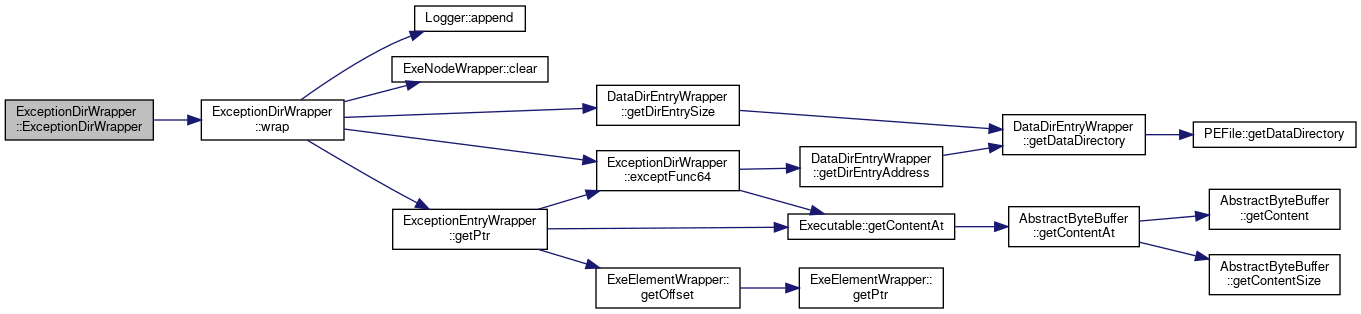 Logger::append
ExeNodeWrapper::clear
ExceptionDirWrapper
::ExceptionDirWrapper
ExceptionDirWrapper
::wrap
DataDirEntryWrapper
::getDirEntrySize
DataDirEntryWrapper
::getDataDirectory
PEFile::getDataDirectory
ExceptionDirWrapper
::exceptFunc64
DataDirEntryWrapper
::getDirEntryAddress
ExceptionEntryWrapper
::getPtr
Executable::getContentAt
AbstractByteBuffer
::getContentAt
AbstractByteBuffer
::getContent
AbstractByteBuffer
::getContentSize
ExeElementWrapper::
getOffset
ExeElementWrapper::
getPtr